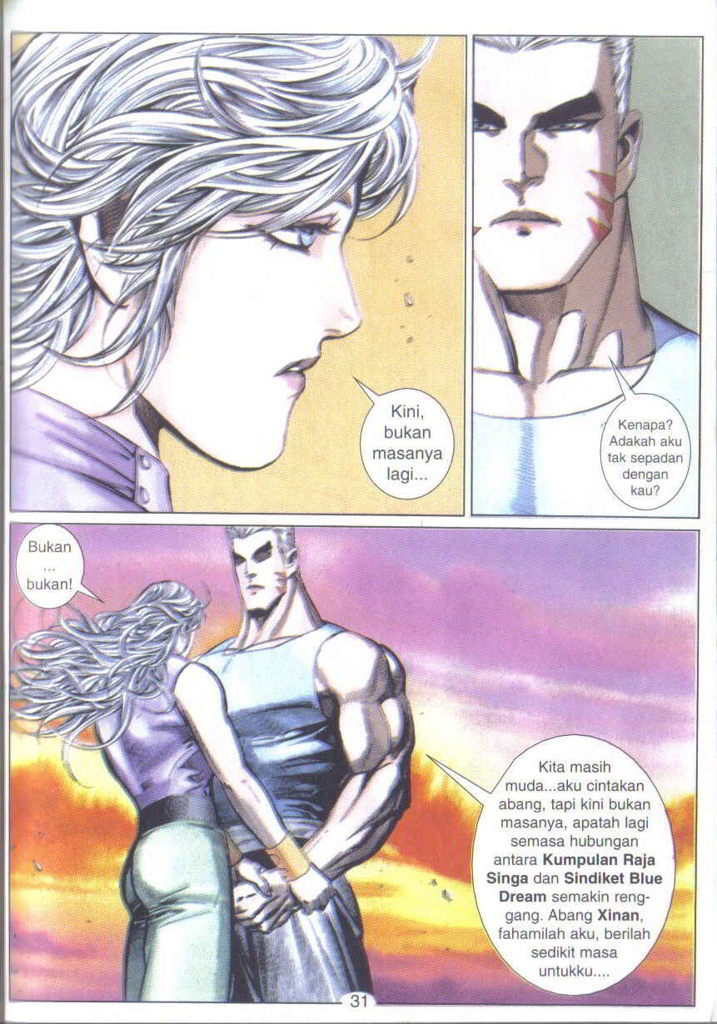 Kini,
bukan
masanya
lagi...
Kenapa?
Adakah aku
tak sepadan
dengan
kau?
Bukan
...
bukan!
Kita masih
muda...aku cintakan
abang, tapi kini bukan
masanya, apatah lagi
semasa hubungan
antara Kumpulan Raja
Singa dan Sindiket Blue
Dream semakin reng-
gang. Abang Xinan,
fahamilah aku, berilah
sedikit masa
untukku....
31